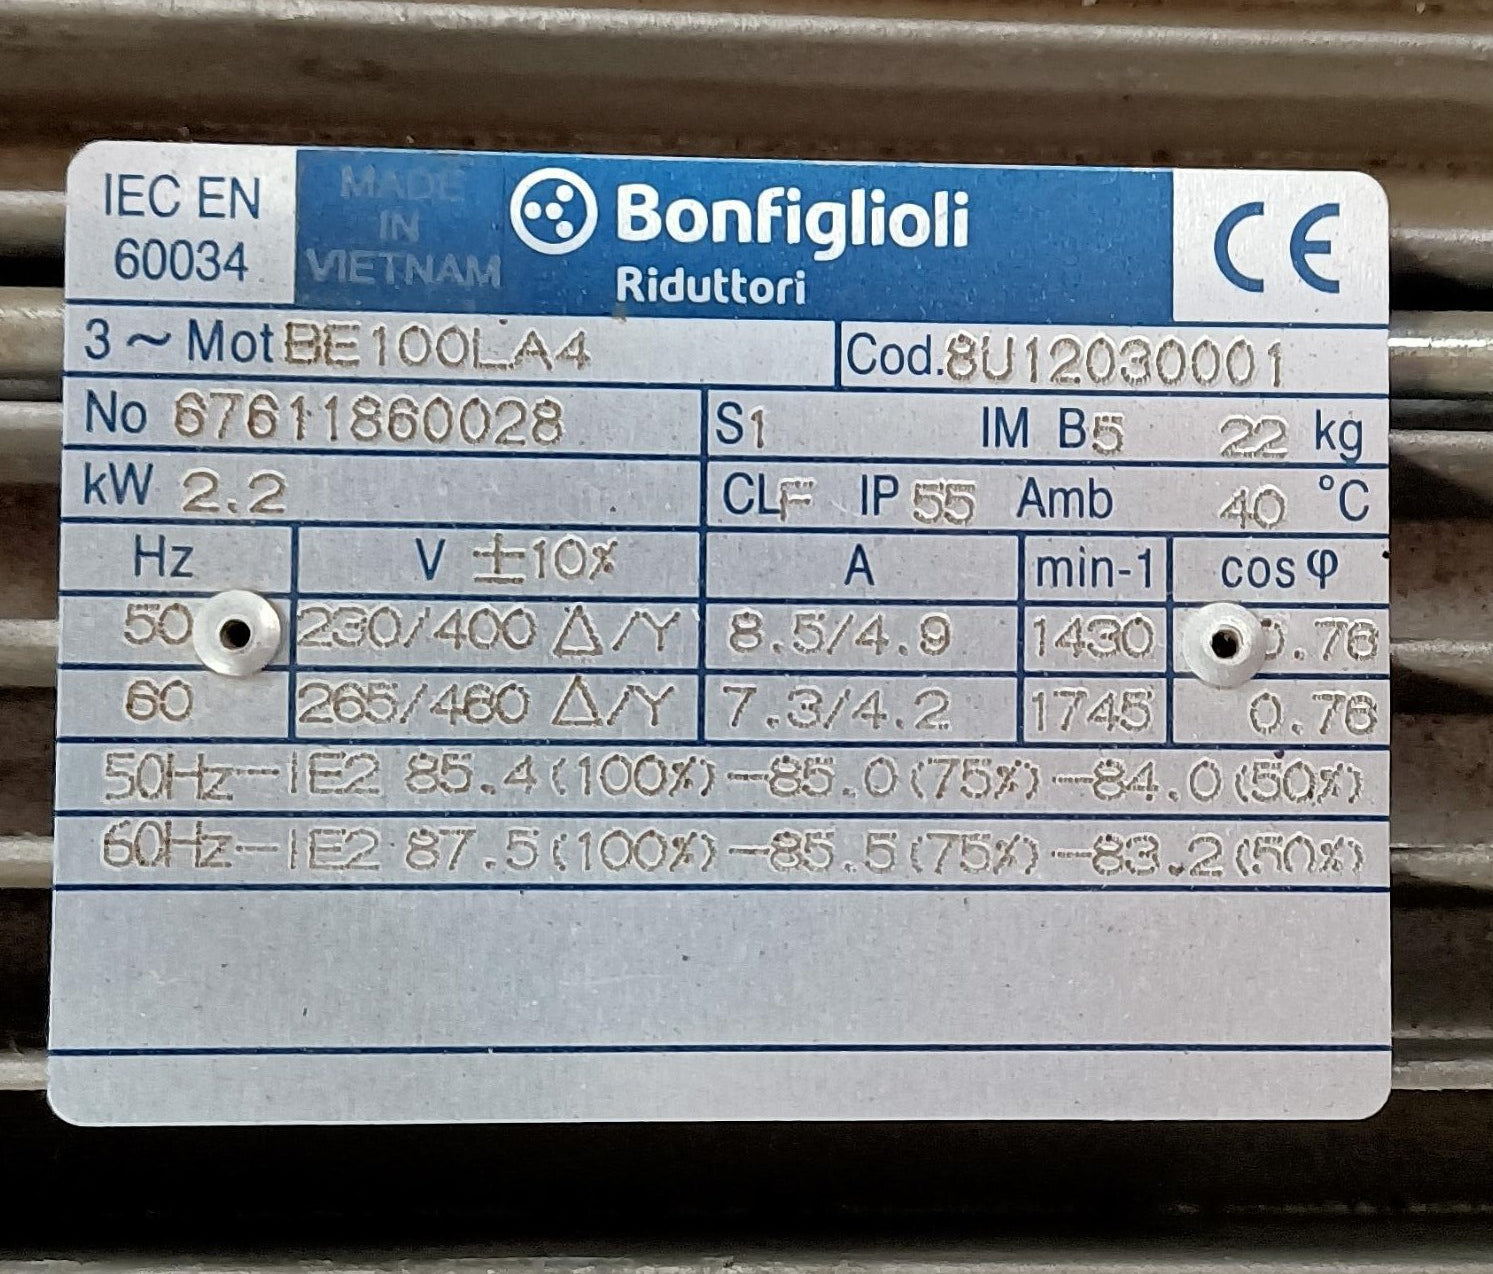 IEC EN 60034
MADE IN VIETNAM
Bonfiglioli
Riduttori
CE
3 ~ Mot BE100LA4 Cod. 8U12030001
No 67611860028 S1 IM B5 22 kg
kW 2.2 CLF IP 55 Amb 40 °C
Hz V ±10% A min-1 cos φ
50 230/400 Δ/Y 8.5/4.9 1430 0.76
60 265/460 Δ/Y 7.3/4.2 1745 0.76
50Hz-IE2 85.4(100%)-85.0(75%)-84.0(50%)
60Hz-IE2 87.5(100%)-85.5(75%)-83.2(50%)